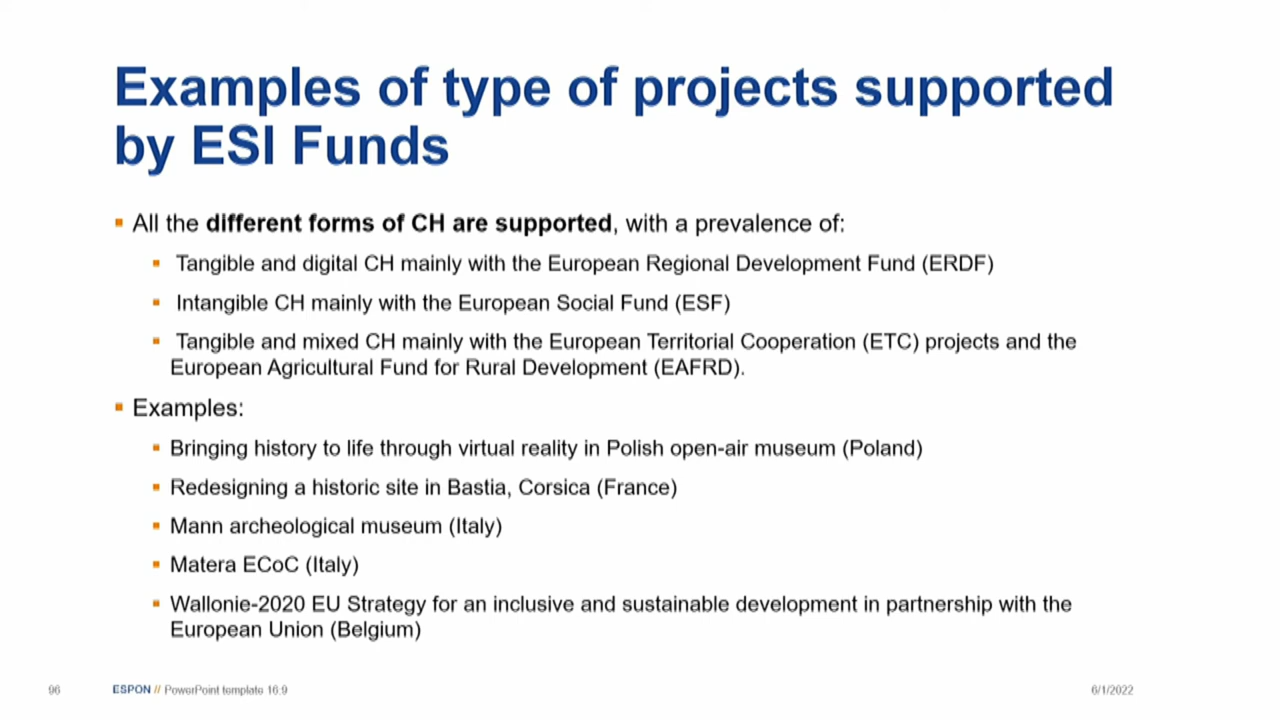 Examples of type of projects supported
by ESI Funds
All the different forms of CH are supported, with a prevalence of:
Tangible and digital CH mainly with the European Regional Development Fund (ERDF)
Intangible CH mainly with the European Social Fund (ESF)
Tangible and mixed CH mainly with the European Territorial Cooperation (ETC) projects and the
European Agricultural Fund for Rural Development (EAFRD).
Examples:
Bringing history to life through virtual reality in Polish open-air museum (Poland)
Redesigning a historic site in Bastia, Corsica (France)
Mann archeological museum (Italy)
Matera ECoC (Italy)
Wallonie-2020 EU Strategy for an inclusive and sustainable development in partnership with the
European Union (Belgium)
96 ESPON // PowerPoint template 16:9 6/1/2022